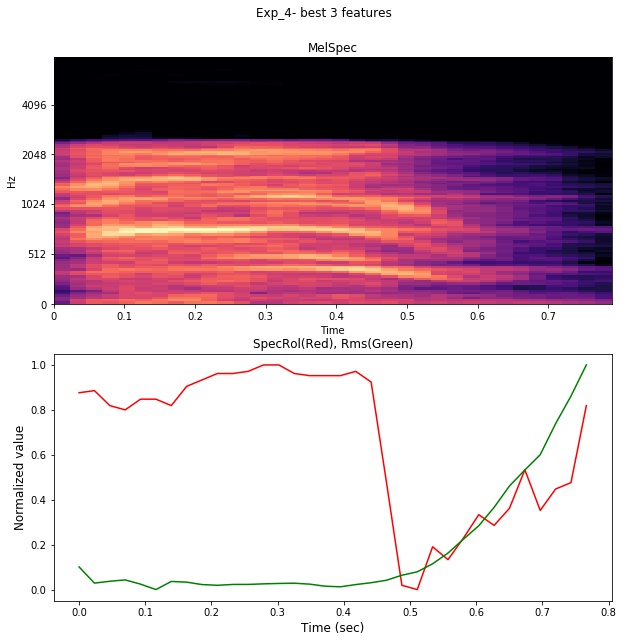 Exp_4- best 3 features
MelSpec
4096
2048
1024
512
0
Hz
0 0.1 0.2 0.3 0.4 0.5 0.6 0.7
Time
SpecRol(Red), Rms(Green)
1.0
0.8
0.6
0.4
0.2
0.0
Normalized value
0.0 0.1 0.2 0.3 0.4 0.5 0.6 0.7 0.8
Time (sec)